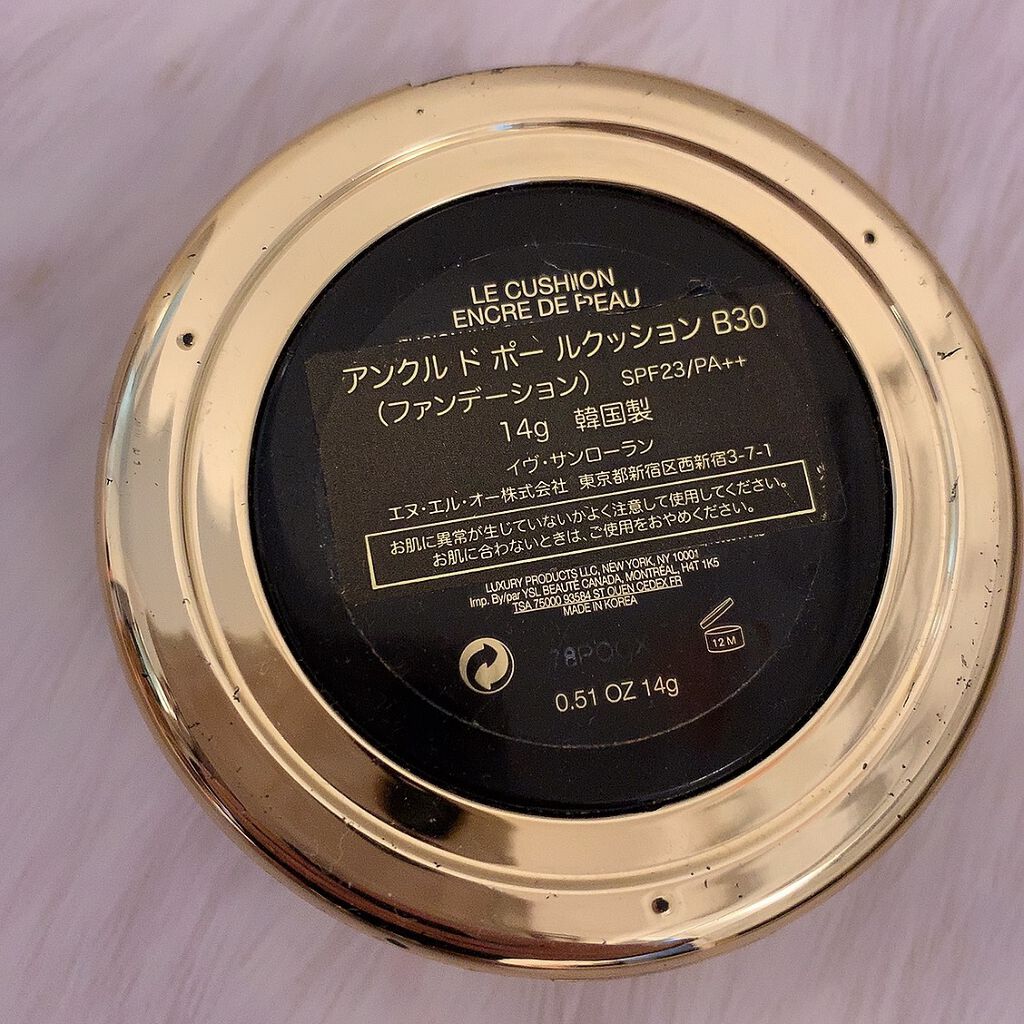 LE CUSHION
ENCRE DE PEAU
アンクル ド ポー ルクッション B30
（ファンデーション） SPF23/PA++
14g 韓国製
イヴ・サンローラン
エヌ・エル・オー株式会社 東京都新宿区西新宿3-7-1
お肌に異常が生じていないかよく注意して使用してください。
お肌に合わないときは、ご使用をおやめください。
LUXURY PRODUCTS LLC, NEW YORK, NY 10001
Imp. By/par YSL BEAUTÉ CANADA, MONTRÉAL, H4T 1K5
TSA 75000 93584 ST OUEN CEDEX FR
MADE IN KOREA
12 M
0.51 OZ 14g